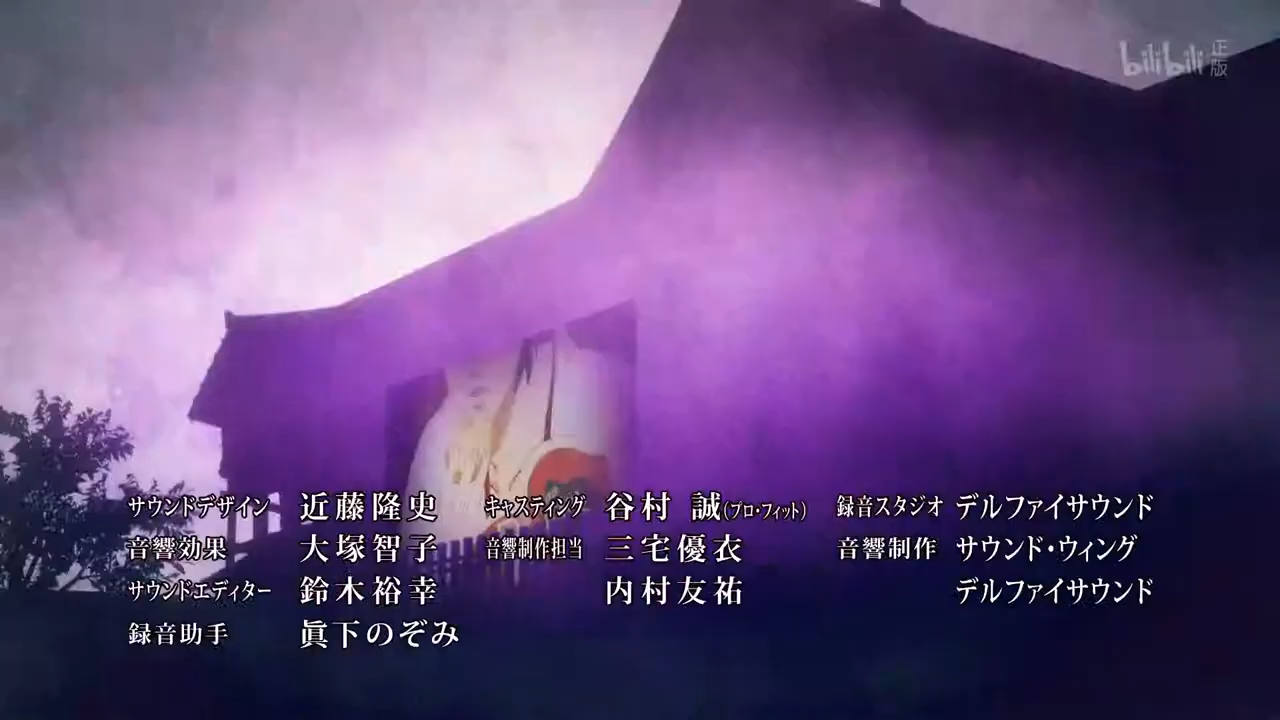 bilibili 正版
サウンドデザイン 近藤隆史 キャスティング 谷村 誠(プロ・フィット) 録音スタジオ デルファイサウンド
音響効果 大塚智子 音響制作担当 三宅優衣 音響制作 サウンド・ウィング
サウンドエディター 鈴木裕幸 内村友祐 デルファイサウンド
録音助手 眞下のぞみ